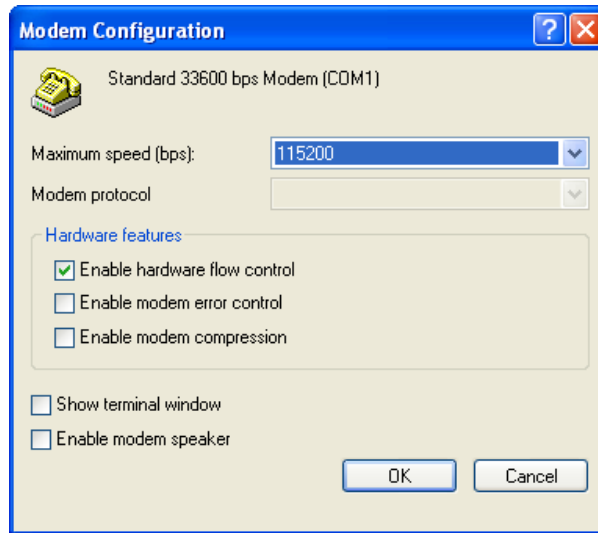 Modem Configuration
Standard 33600 bps Modem (COM1)
Maximum speed (bps): 115200
Modem protocol
Hardware features
Enable hardware flow control
Enable modem error control
Enable modem compression
Show terminal window
Enable modem speaker
OK Cancel